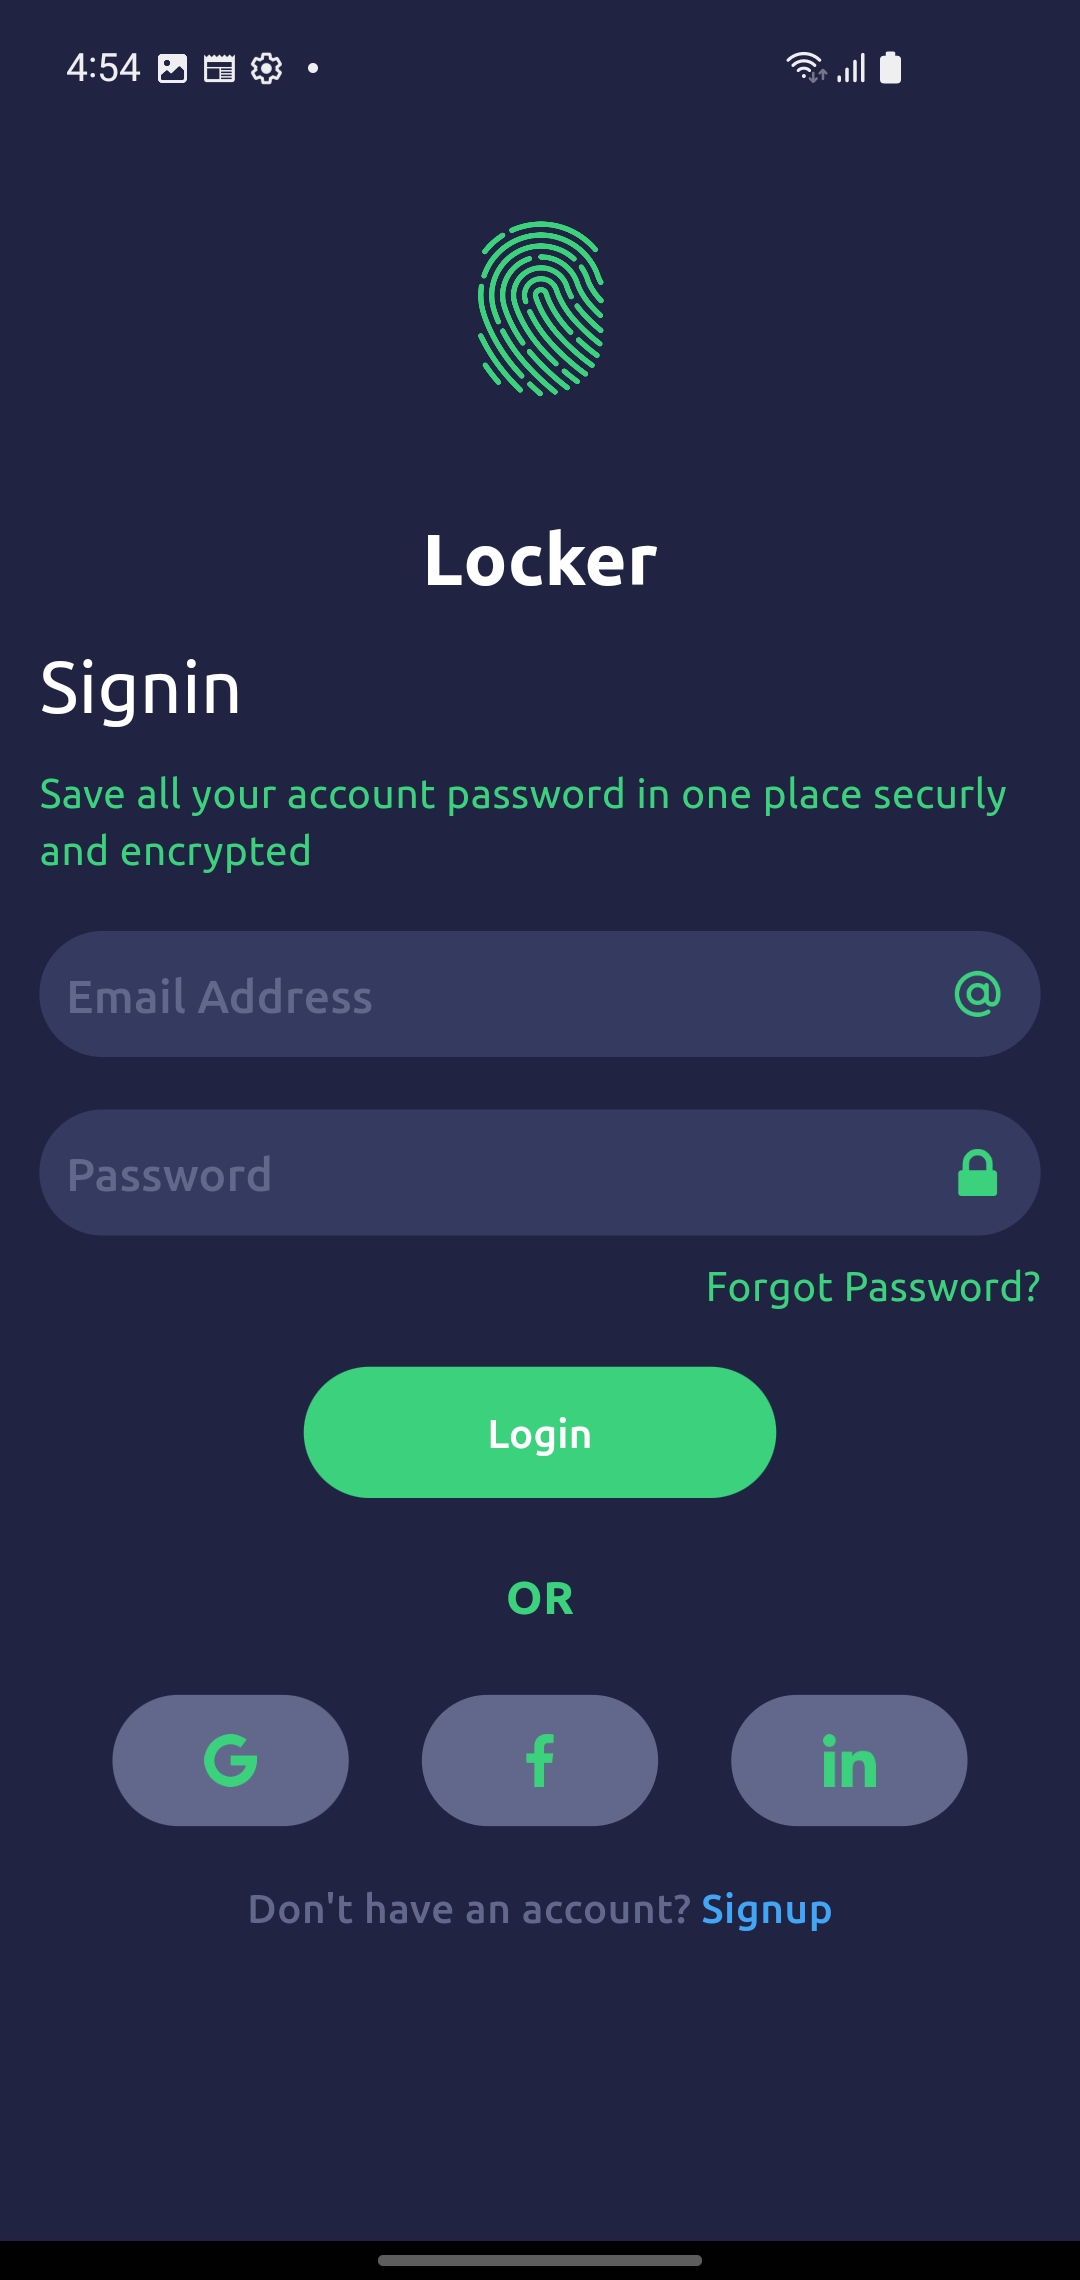 4:54
Locker
Signin
Save all your account password in one place securly
and encrypted
Email Address
Password
Forgot Password?
Login
OR
G f in
Don't have an account? Signup